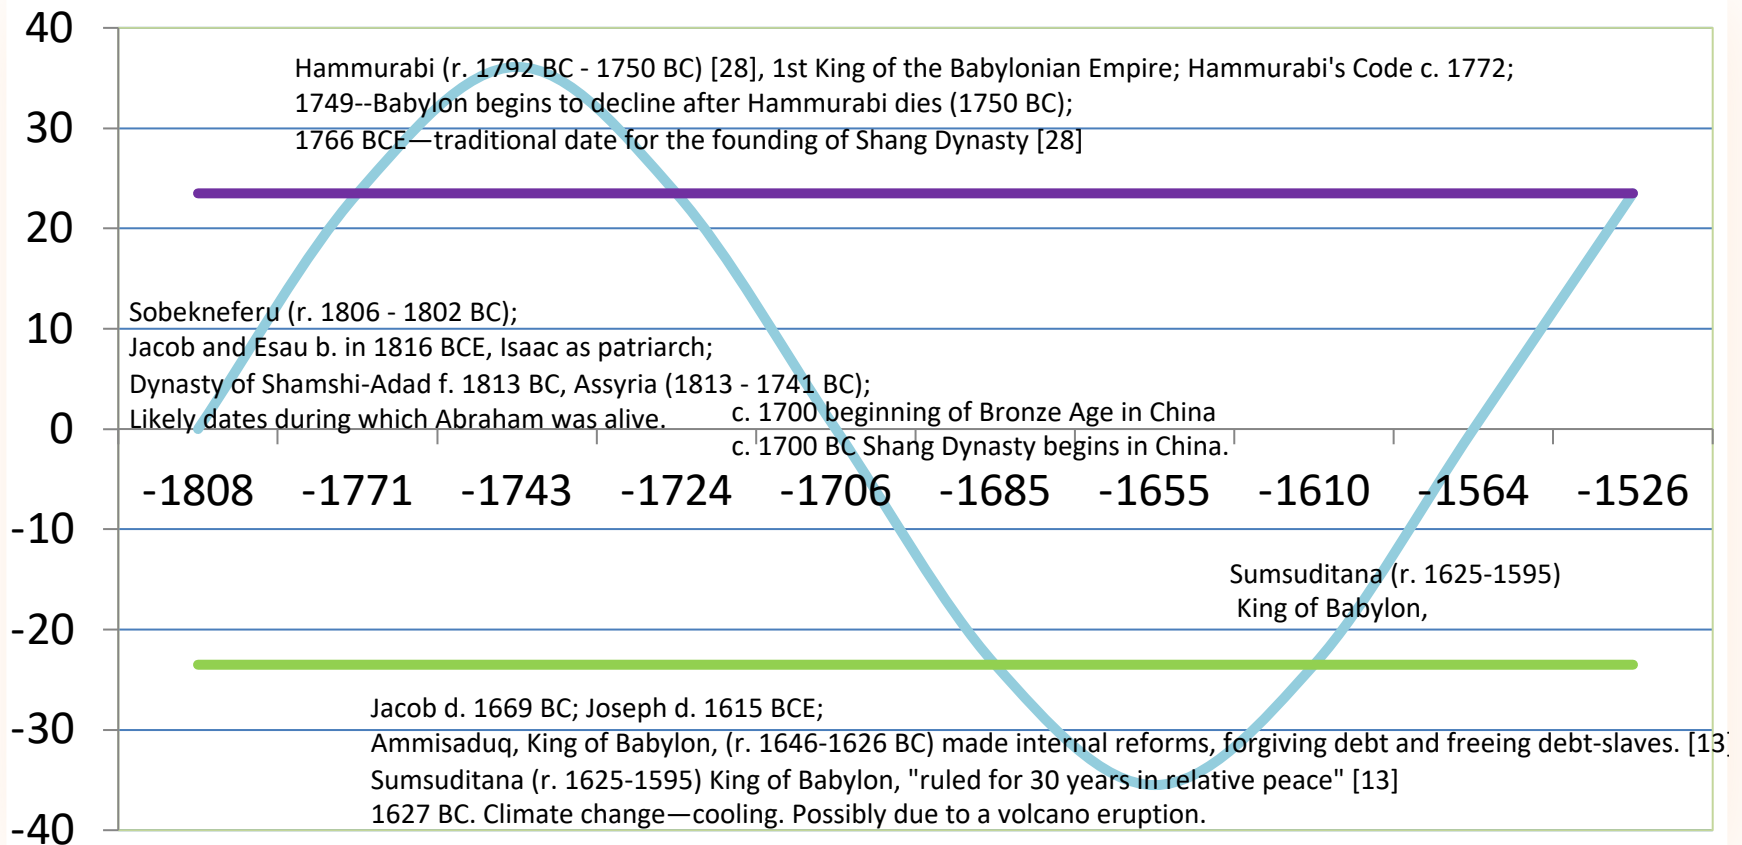 40
Hammurabi (r. 1792 BC - 1750 BC) [28], 1st King of the Babylonian Empire; Hammurabi's Code c. 1772;
1749--Babylon begins to decline after Hammurabi dies (1750 BC);
30
1766 BCE—traditional date for the founding of Shang Dynasty [28]
20
Sobekneferu (r. 1806 - 1802 BC);
10
Jacob and Esau b. in 1816 BCE, Isaac as patriarch;
Dynasty of Shamshi-Adad f. 1813 BC, Assyria (1813 - 1741 BC);
Likely dates during which Abraham was alive.
c. 1700 beginning of Bronze Age in China
0
c. 1700 BC Shang Dynasty begins in China.
-1808 -1771 -1743 -1724 -1706 -1685 -1655 -1610 -1564 -1526
-10
Sumsuditana (r. 1625-1595)
King of Babylon,
-20
Jacob d. 1669 BC; Joseph d. 1615 BCE;
-30
Ammisaduq, King of Babylon, (r. 1646-1626 BC) made internal reforms, forgiving debt and freeing debt-slaves. [13]
Sumsuditana (r. 1625-1595) King of Babylon, "ruled for 30 years in relative peace" [13]
1627 BC. Climate change—cooling. Possibly due to a volcano eruption.
-40